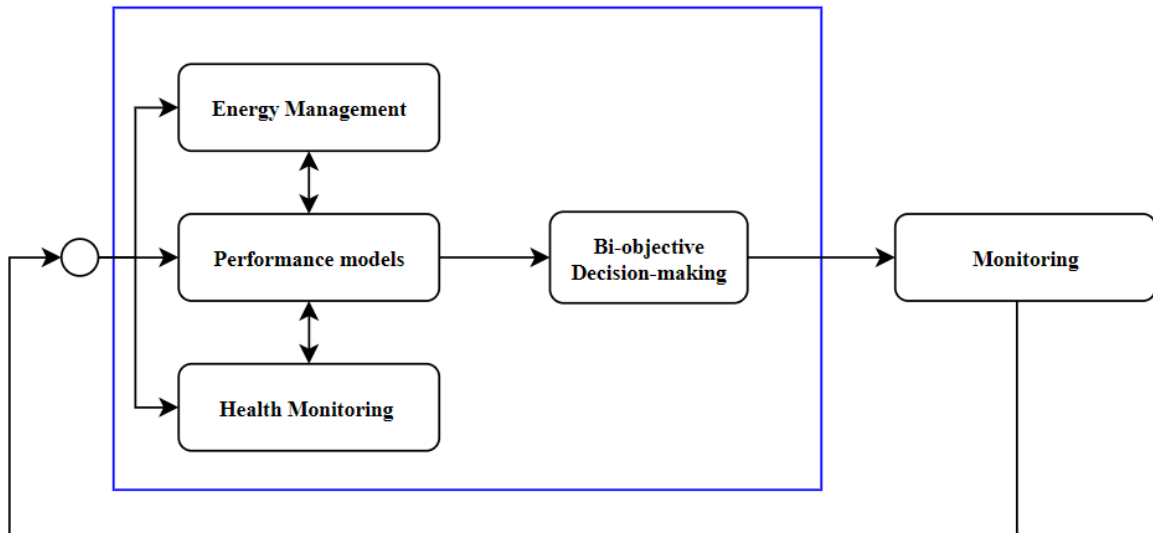 Energy Management
Performance models
Bi-objective
Decision-making
Monitoring
Health Monitoring